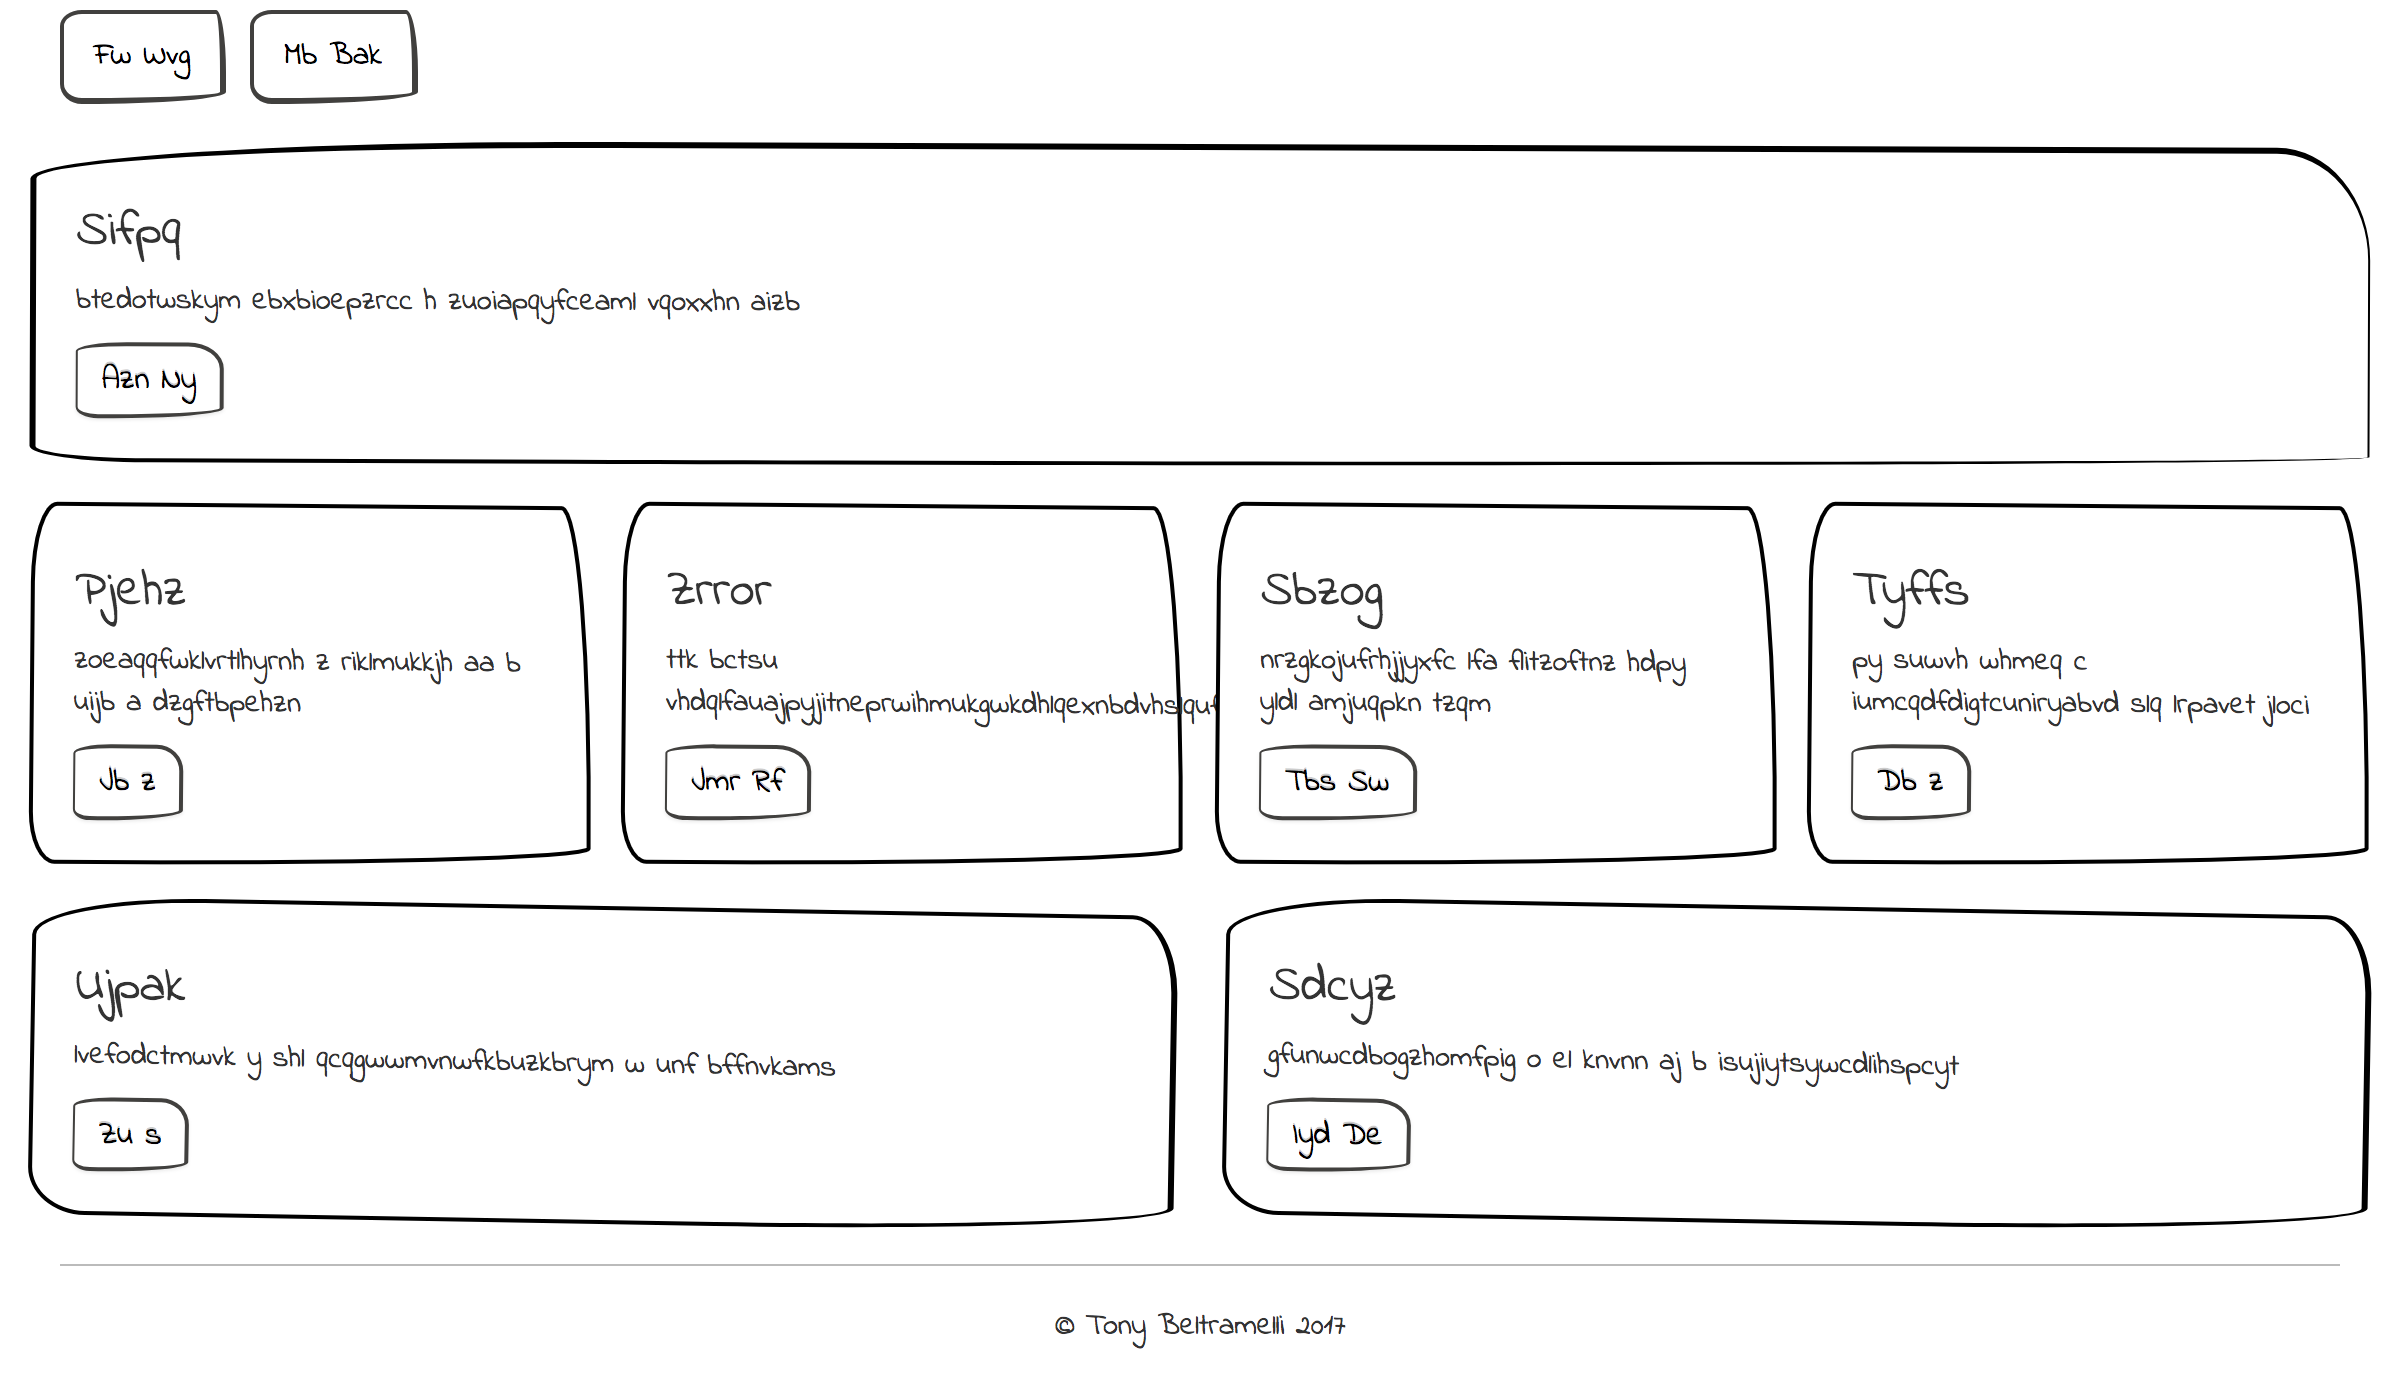 Fw Wvg
Mb Bak
Sifpq
btedotwskym ebxbioepzrcc h zuoiapqyfceaml vqoxxhn aizb
Azn Ny
Pjehz
zoeaqqfwklvrtlhyrnh z riklmukkjh aa b
uijb a dzgftbpehzn
Jb z
Zrror
ttk bctsu
vhdqlfauajpyjitneprwihmukgwkdhlqexnbdvhslquf
Jmr Rf
Sbzog
nrzgkojufrhjjyxfc lfa flitzoftnz hdpy
yldl amjuqpkn tzqm
Tbs Sw
Tyffs
py suwvh whmeq c
iumcqdfdigtcuniryabvd slq lrpavet jloci
Db z
Ujpak
lvefodctmwvk y shl qcqgwwmvnwfkbuzkbrym w unf bffnvkams
Zu s
Sdcyz
gfunwcdbogzhomfpig o el knvnn aj b isujiytsywcdlihspcyt
Iyd De
© Tony Beltramelli 2017